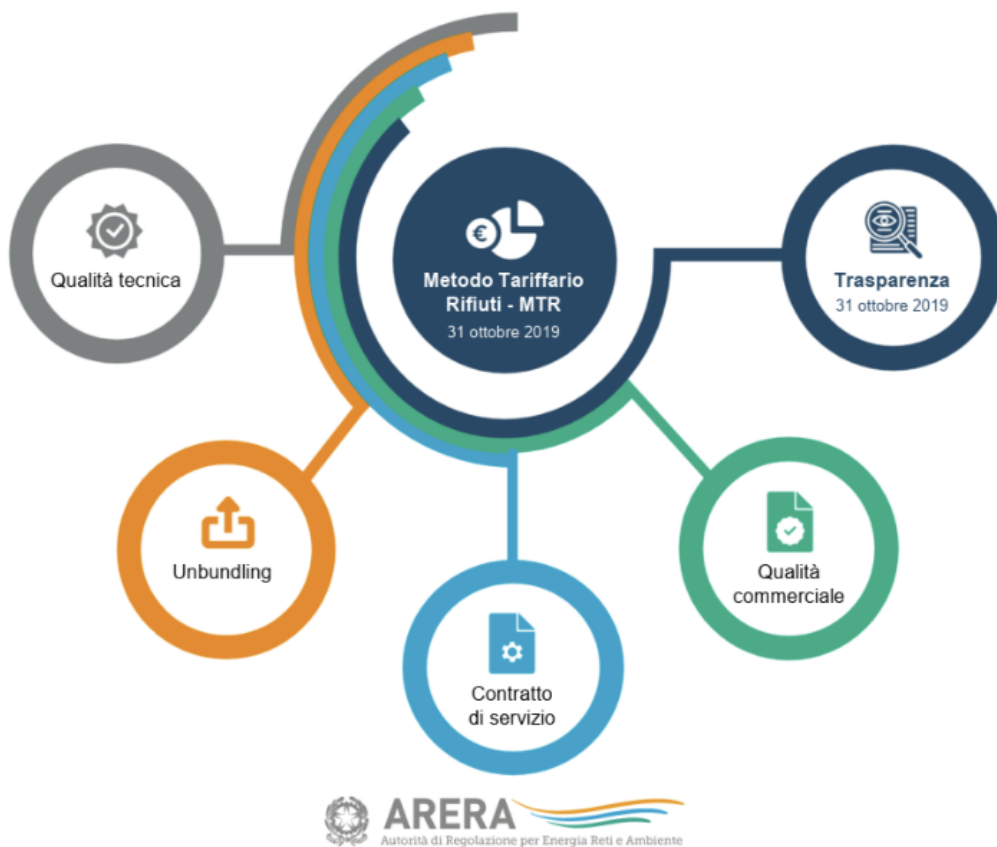 Metodo Tariffario
Rifiuti - MTR
31 ottobre 2019
Qualità tecnica
Trasparenza
31 ottobre 2019
Unbundling
Contratto
di servizio
Qualità
commerciale
€
ARERA
Autorità di Regolazione per Energia Reti e Ambiente